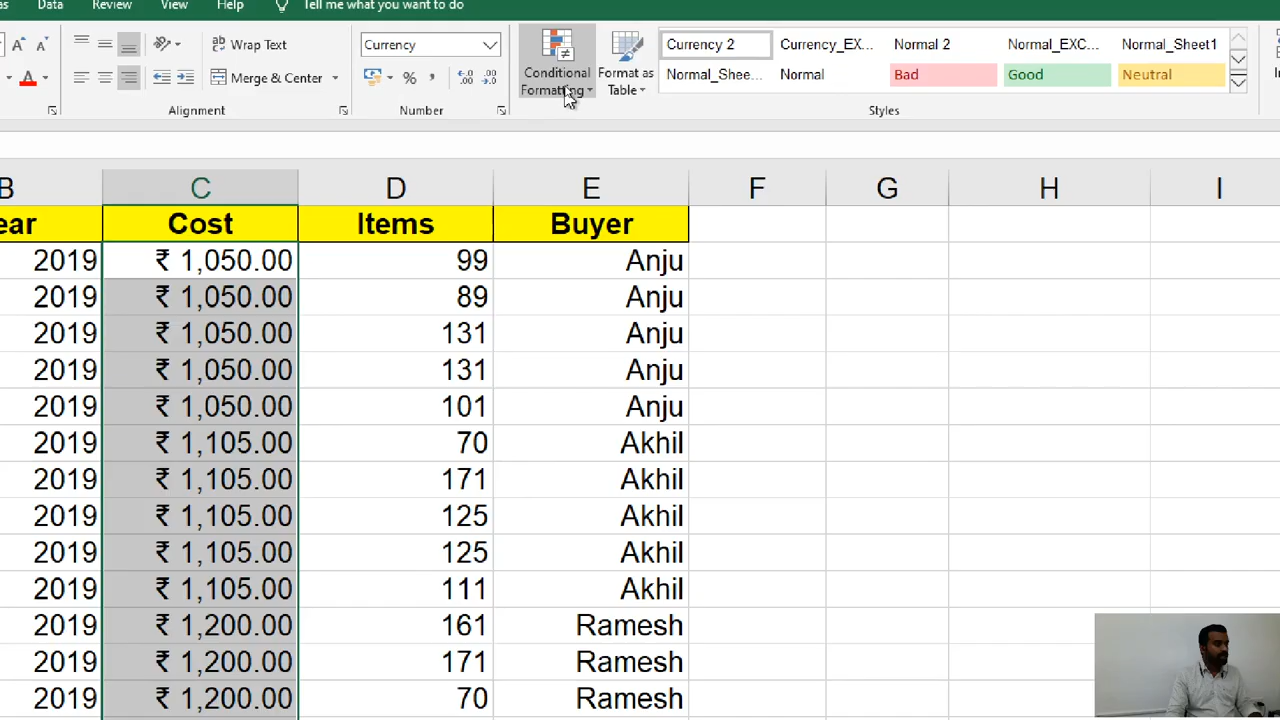 Data Review View Help Tell me what you want to do
A A Wrap Text Currency Conditional Formatting Format as Table Currency 2 Currency_EX... Normal 2 Normal_EXC... Normal_Sheet1
A Merge & Center % , Normal_Shee... Normal Bad Good Neutral
Alignment Number Styles
B C D E F G H I
ear Cost Items Buyer
2019 ₹ 1,050.00 99 Anju
2019 ₹ 1,050.00 89 Anju
2019 ₹ 1,050.00 131 Anju
2019 ₹ 1,050.00 131 Anju
2019 ₹ 1,050.00 101 Anju
2019 ₹ 1,105.00 70 Akhil
2019 ₹ 1,105.00 171 Akhil
2019 ₹ 1,105.00 125 Akhil
2019 ₹ 1,105.00 125 Akhil
2019 ₹ 1,105.00 111 Akhil
2019 ₹ 1,200.00 161 Ramesh
2019 ₹ 1,200.00 171 Ramesh
2019 ₹ 1,200.00 70 Ramesh